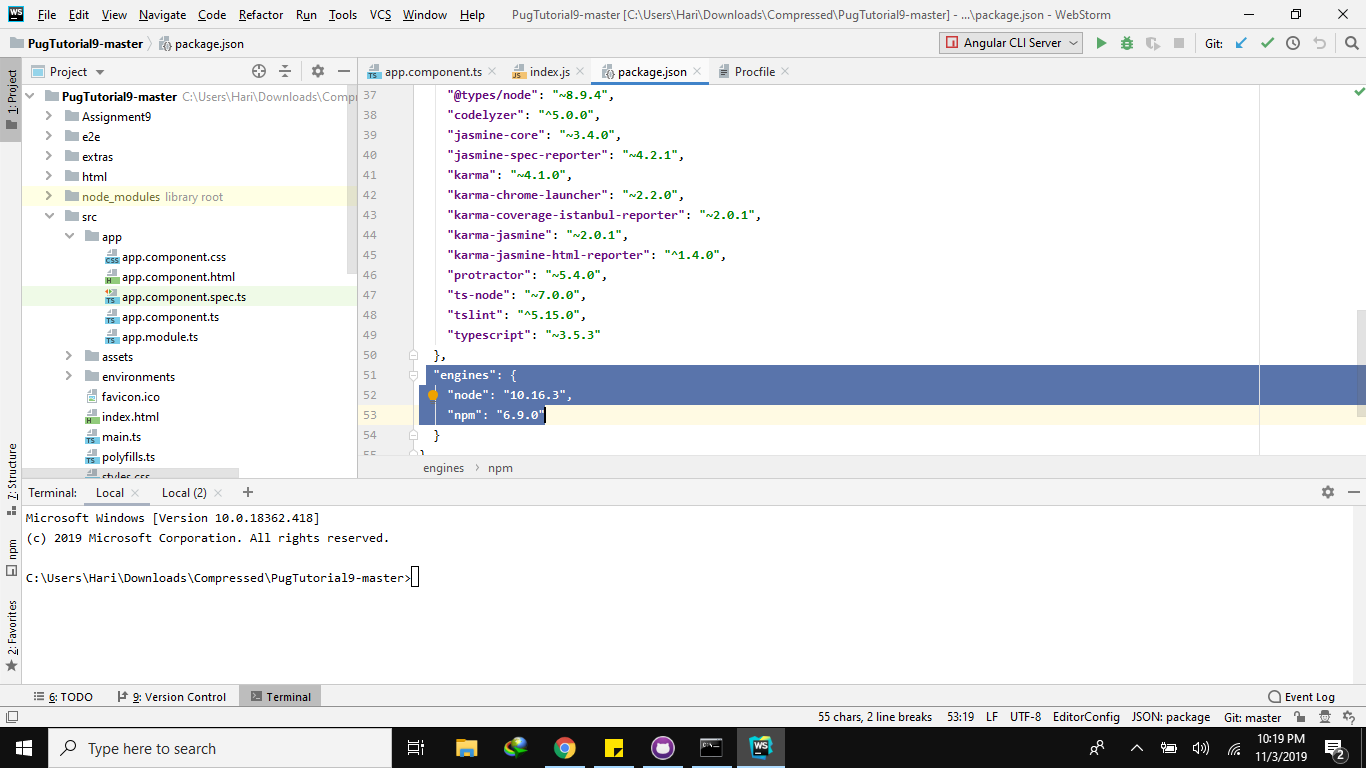 WS File Edit View Navigate Code Refactor Run Tools VCS Window Help PugTutorial9-master [C:\Users\Hari\Downloads\Compressed\PugTutorial9-master] - ...\package.json - WebStorm
PugTutorial9-master package.json Angular CLI Server Git:
Project app.component.ts index.js package.json Procfile
1: Project
PugTutorial9-master C:\Users\Hari\Downloads\Compr
Assignment9
e2e
extras
html
node_modules library root
src
app
app.component.css
app.component.html
app.component.spec.ts
app.component.ts
app.module.ts
assets
environments
favicon.ico
index.html
main.ts
polyfills.ts
styles.css
37 "@types/node": "~8.9.4",
38 "codelyzer": "^5.0.0",
39 "jasmine-core": "~3.4.0",
40 "jasmine-spec-reporter": "~4.2.1",
41 "karma": "~4.1.0",
42 "karma-chrome-launcher": "~2.2.0",
43 "karma-coverage-istanbul-reporter": "~2.0.1",
44 "karma-jasmine": "~2.0.1",
45 "karma-jasmine-html-reporter": "^1.4.0",
46 "protractor": "~5.4.0",
47 "ts-node": "~7.0.0",
48 "tslint": "^5.15.0",
49 "typescript": "~3.5.3"
50 },
51 "engines": {
52 "node": "10.16.3",
53 "npm": "6.9.0"
54 }
55 }
engines > npm
7: Structure
npm
2: Favorites
Terminal: Local Local (2) +
Microsoft Windows [Version 10.0.18362.418]
(c) 2019 Microsoft Corporation. All rights reserved.
C:\Users\Hari\Downloads\Compressed\PugTutorial9-master>
6: TODO 9: Version Control Terminal Event Log
55 chars, 2 line breaks 53:19 LF UTF-8 EditorConfig JSON: package Git: master
Type here to search WS 10:19 PM
11/3/2019 2